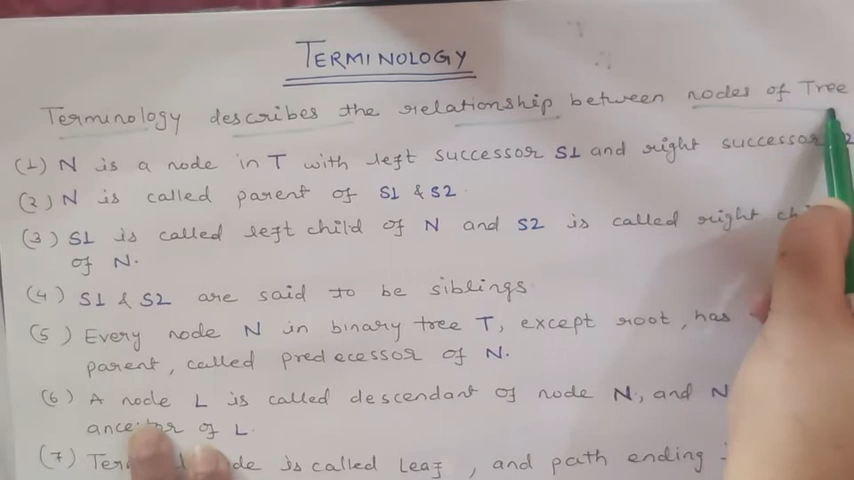 TERMINOLOGY
Terminology describes the relationship between nodes of Tree
(1) N is a node in T with left successor S1 and right successor
(2) N is called parent of S1 & S2
(3) S1 is called left child of N and S2 is called right
of N.
(4) S1 & S2 are said to be siblings
(5) Every node N in binary tree T, except root, has
parent, called predecessor of N.
(6) A node L is called descendant of node N, and N
of L
(7) is called leaf, and path ending